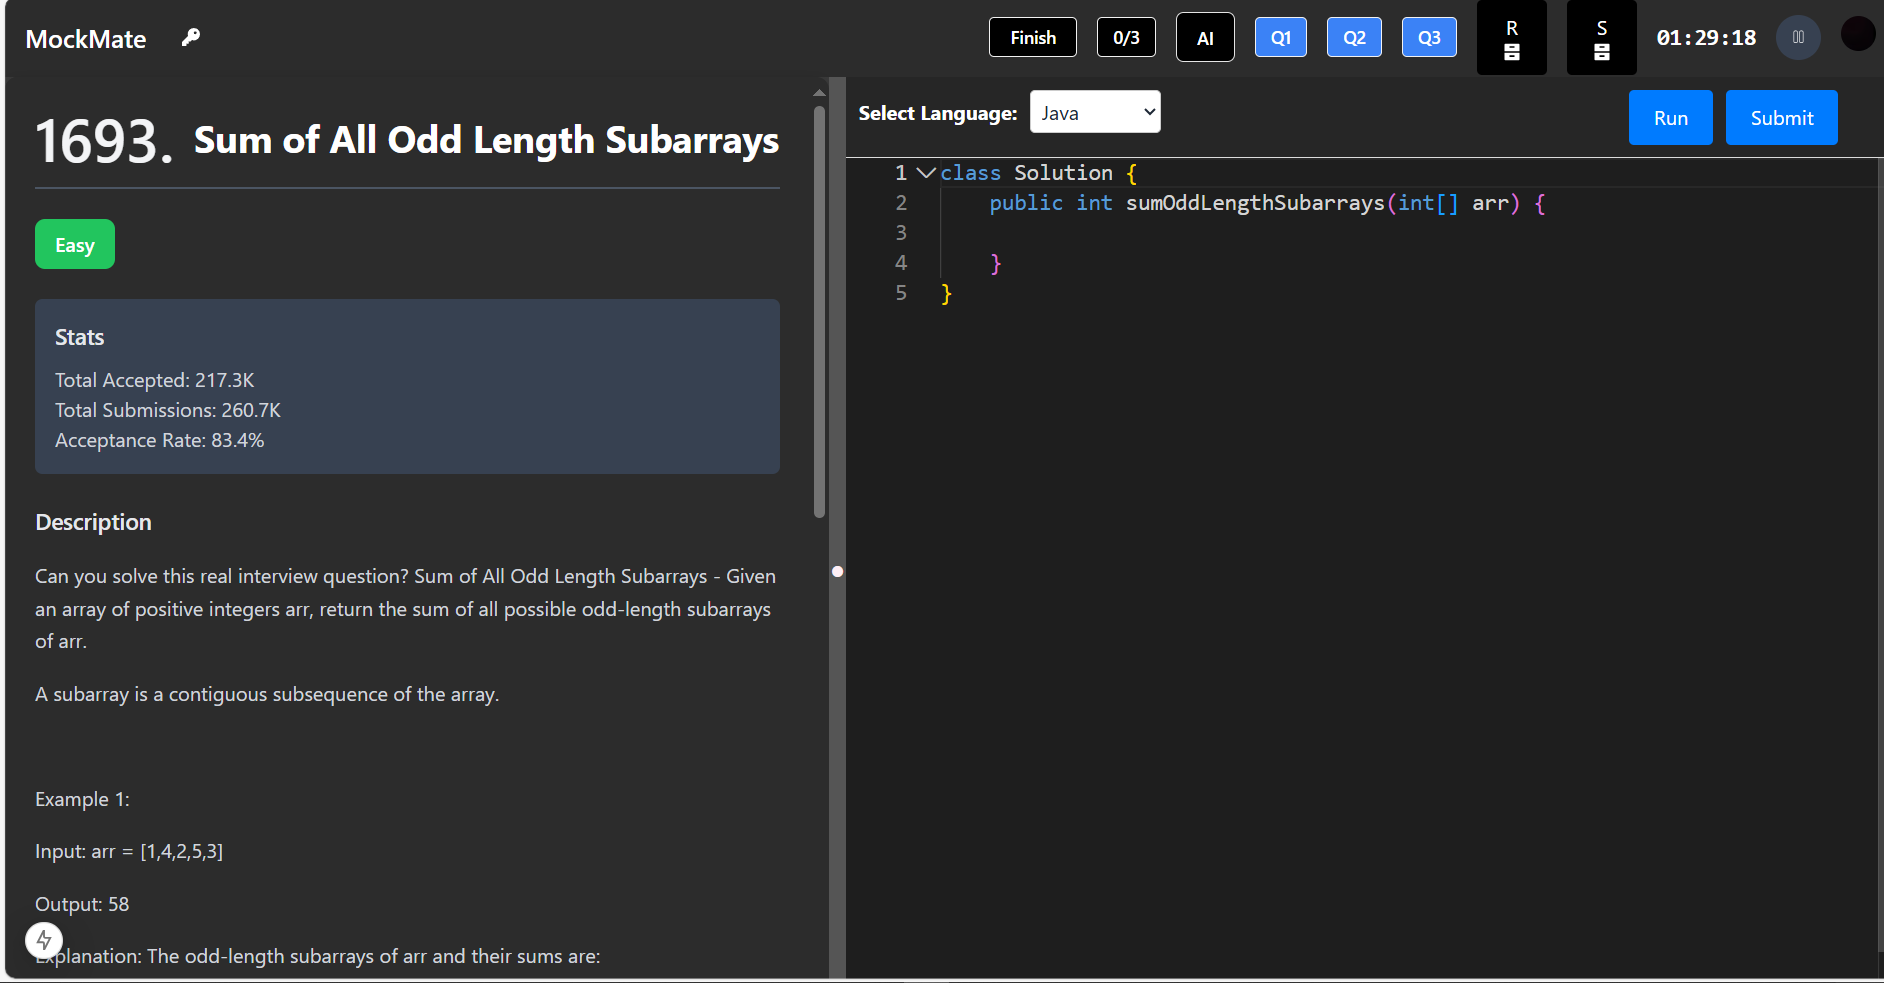 MockMate
Finish
0/3
AI
Q1
Q2
Q3
R
S
01:29:18
1693. Sum of All Odd Length Subarrays
Easy
Stats
Total Accepted: 217.3K
Total Submissions: 260.7K
Acceptance Rate: 83.4%
Description
Can you solve this real interview question? Sum of All Odd Length Subarrays - Given
an array of positive integers arr, return the sum of all possible odd-length subarrays
of arr.
A subarray is a contiguous subsequence of the array.
Example 1:
Input: arr = [1,4,2,5,3]
Output: 58
Explanation: The odd-length subarrays of arr and their sums are:
Select Language:
Java
Run
Submit
1 class Solution {
2 public int sumOddLengthSubarrays(int[] arr) {
3
4 }
5 }